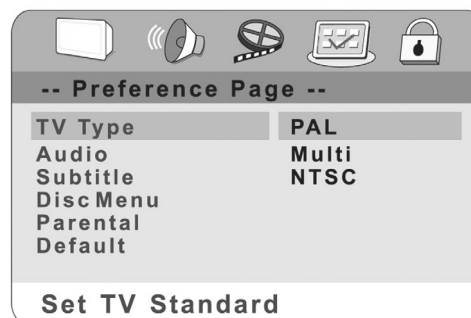 -- Preference Page --
TV Type PAL
Audio Multi
Subtitle NTSC
Disc Menu
Parental
Default
Set TV Standard